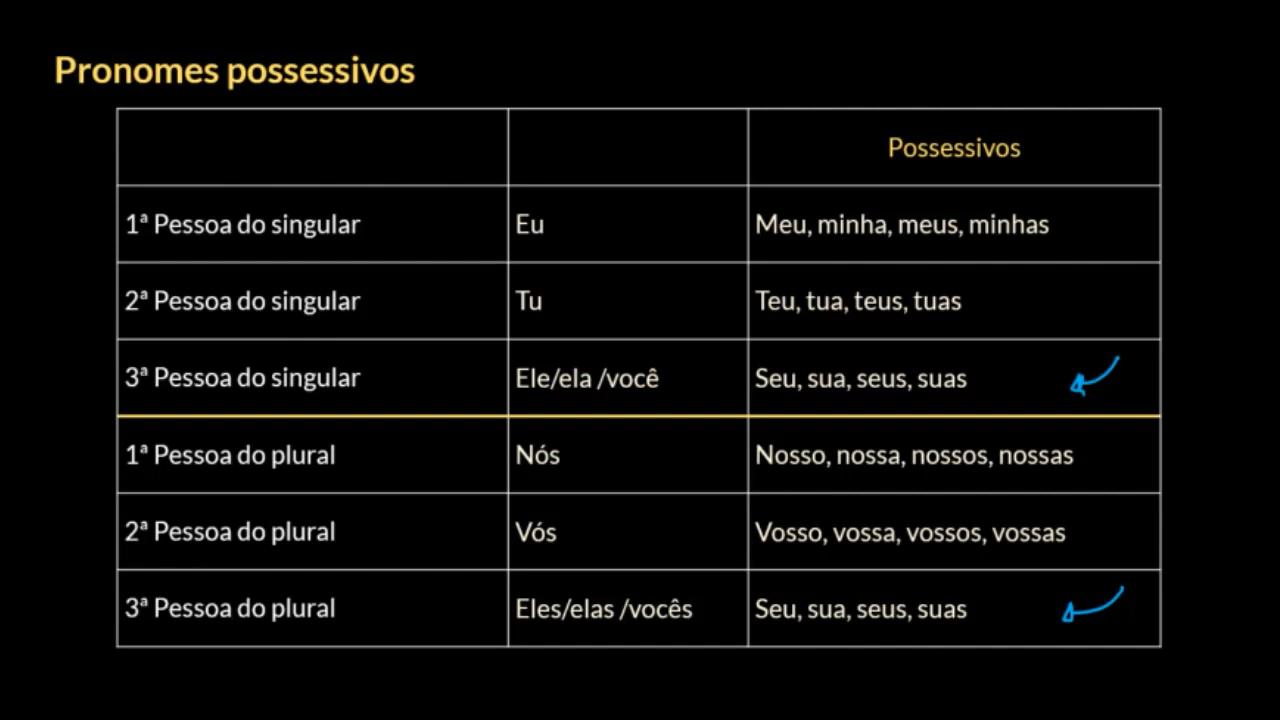 Pronomes possessivos
Possessivos
1ª Pessoa do singular Eu Meu, minha, meus, minhas
2ª Pessoa do singular Tu Teu, tua, teus, tuas
3ª Pessoa do singular Ele/ela /você Seu, sua, seus, suas
1ª Pessoa do plural Nós Nosso, nossa, nossos, nossas
2ª Pessoa do plural Vós Vosso, vossa, vossos, vossas
3ª Pessoa do plural Eles/elas /vocês Seu, sua, seus, suas